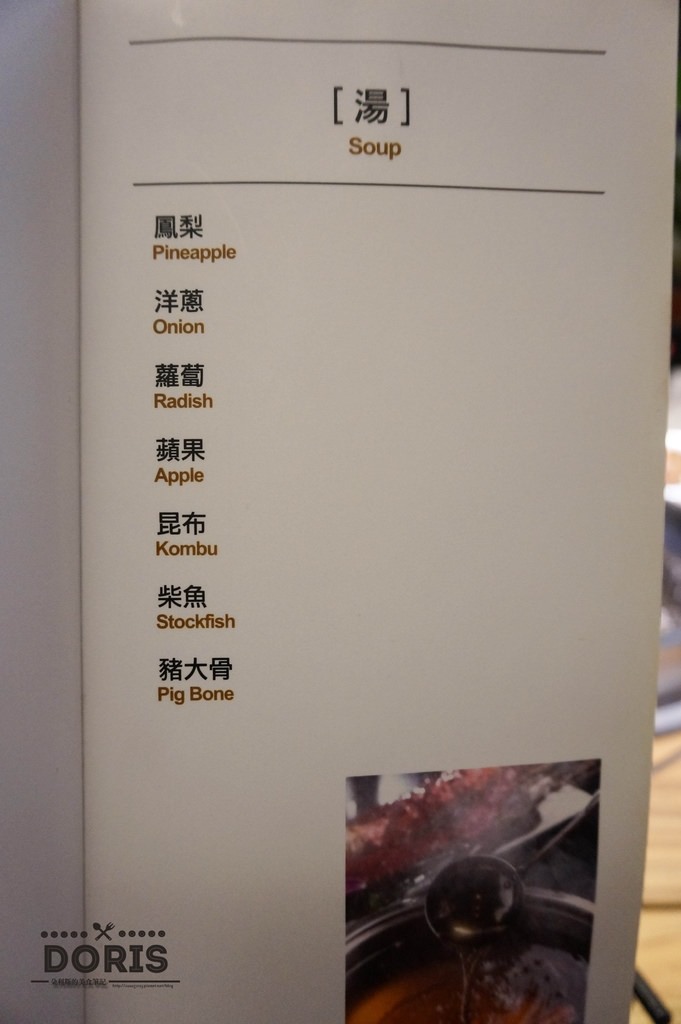 [ 湯 ]
Soup
鳳梨
Pineapple
洋蔥
Onion
蘿蔔
Radish
蘋果
Apple
昆布
Kombu
柴魚
Stockfish
豬大骨
Pig Bone
DORIS